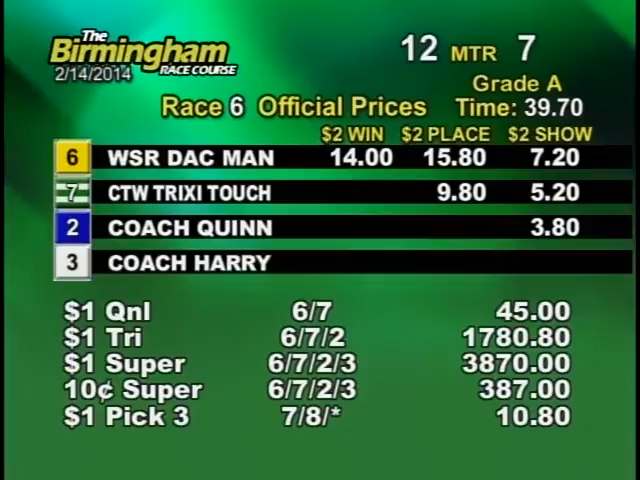 The
Birmingham
RACE COURSE
2/14/2014
12 MTR 7
Grade A
Race 6 Official Prices Time: 39.70
$2 WIN $2 PLACE $2 SHOW
6 WSR DAC MAN 14.00 15.80 7.20
7 CTW TRIXI TOUCH 9.80 5.20
2 COACH QUINN 3.80
3 COACH HARRY
$1 Qnl 6/7 45.00
$1 Tri 6/7/2 1780.80
$1 Super 6/7/2/3 3870.00
10¢ Super 6/7/2/3 387.00
$1 Pick 3 7/8/* 10.80